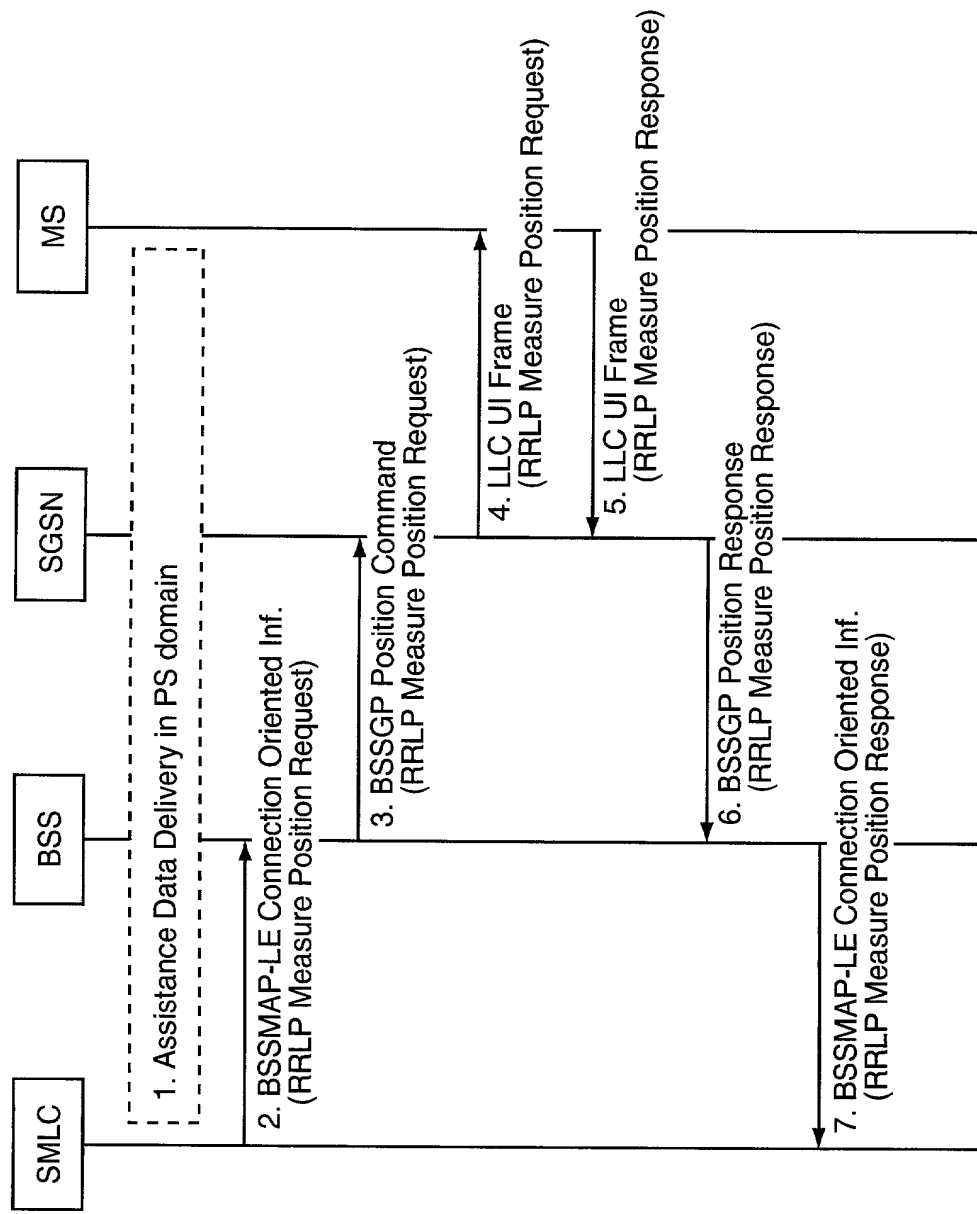 SMLC
BSS
SGSN
MS
1. Assistance Data Delivery in PS domain
2. BSSMAP-LE Connection Oriented Inf.
(RRLP Measure Position Request)
3. BSSGP Position Command
(RRLP Measure Position Request)
4. LLC UI Frame
(RRLP Measure Position Request)
5. LLC UI Frame
(RRLP Measure Position Response)
6. BSSGP Position Response
(RRLP Measure Position Response)
7. BSSMAP-LE Connection Oriented Inf.
(RRLP Measure Position Response)